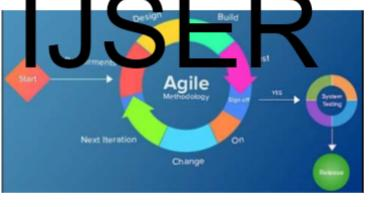 IJSER
Design
Build
Start
Agile
Methodology
Sign off
YES
System
Testing
Next Iteration
On
Change
Release